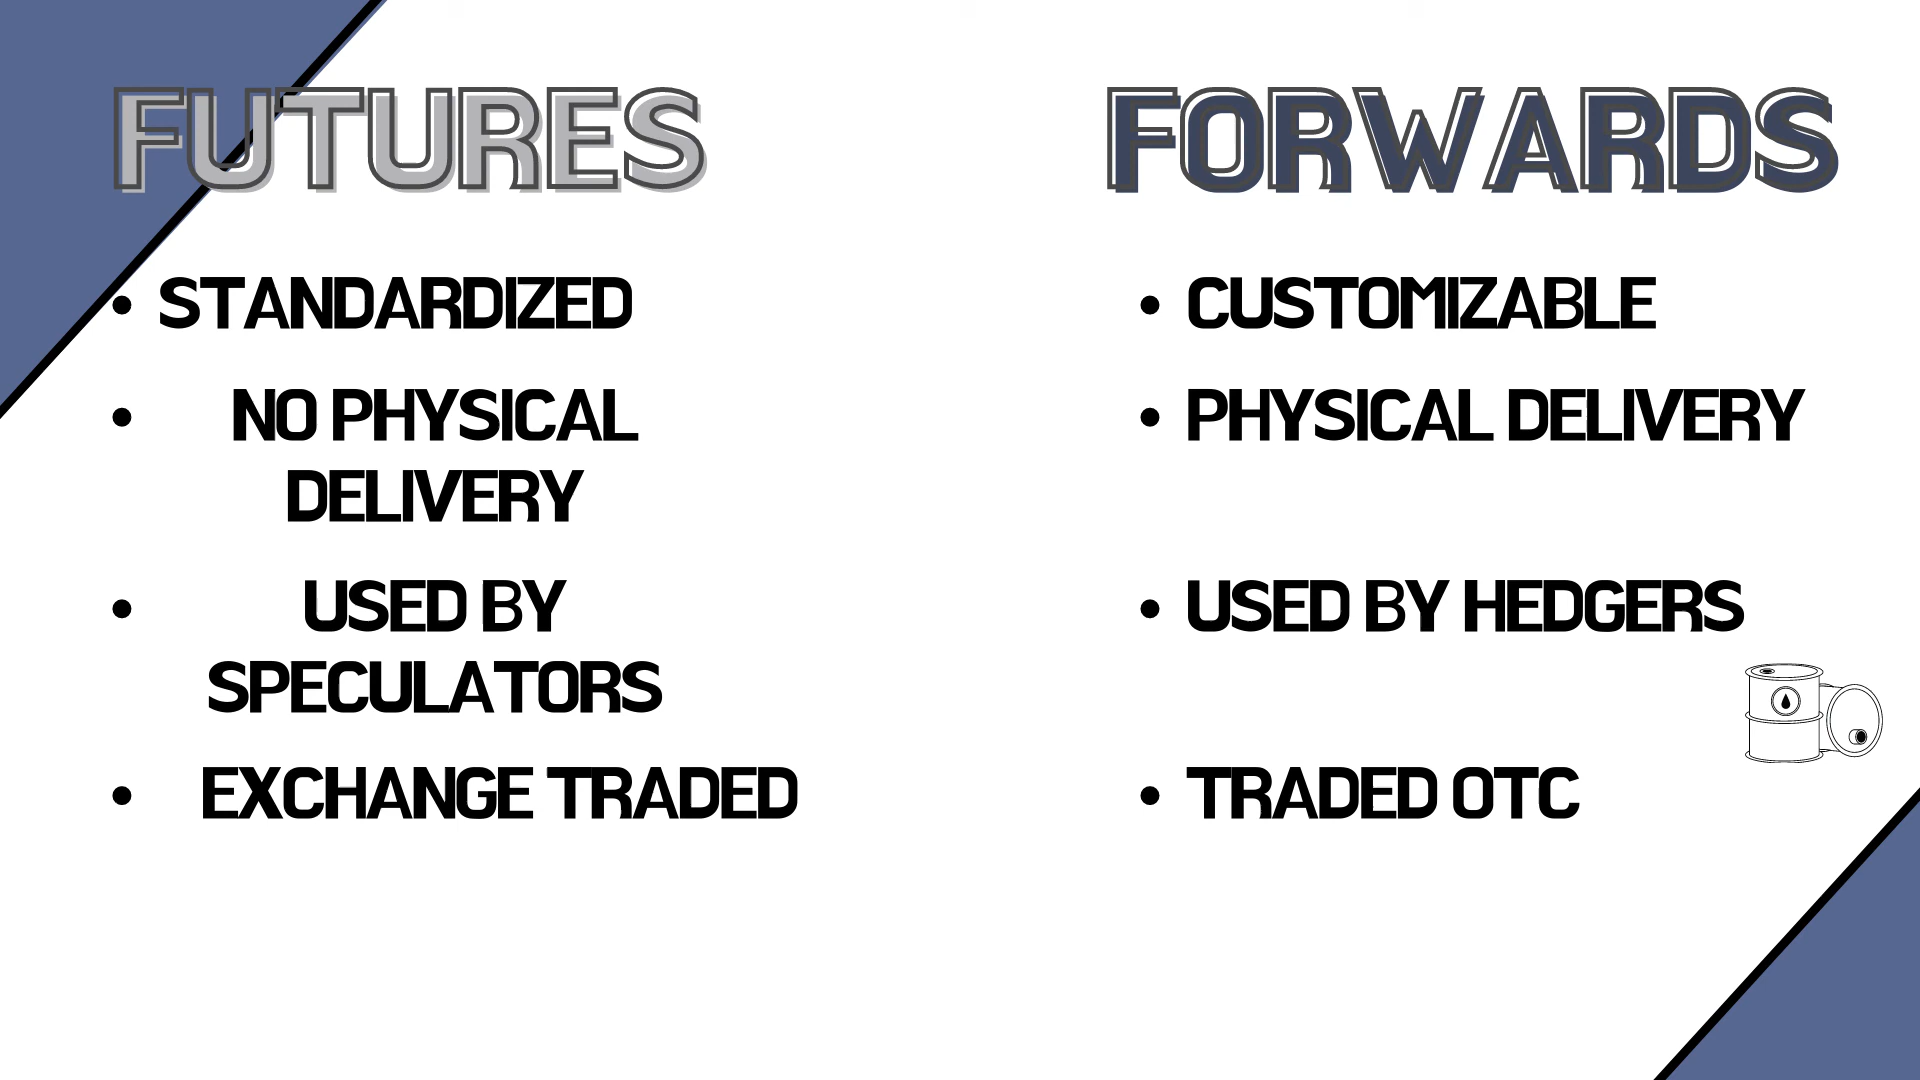 FUTURES
• STANDARDIZED
• NO PHYSICAL
DELIVERY
• USED BY
SPECULATORS
• EXCHANGE TRADED
FORWARDS
• CUSTOMIZABLE
• PHYSICAL DELIVERY
• USED BY HEDGERS
• TRADED OTC